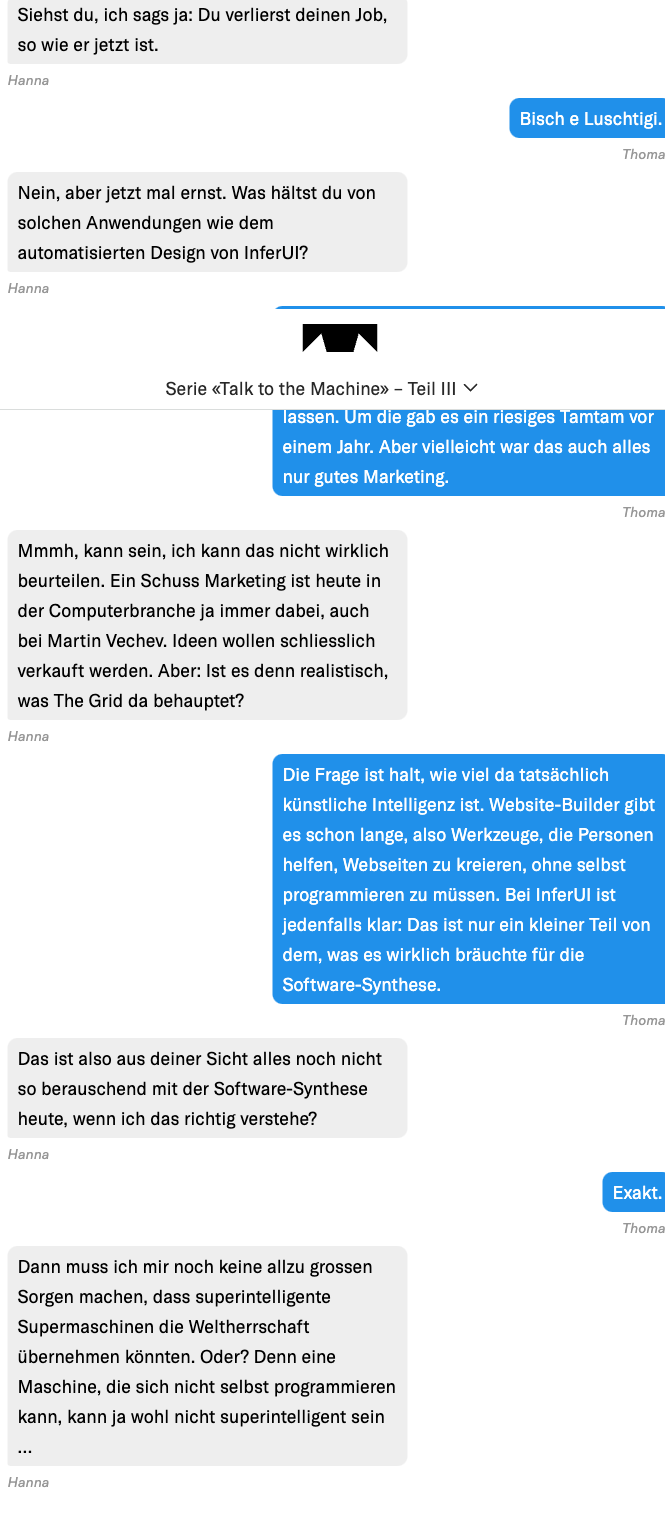 Siehst du, ich sags ja: Du verlierst deinen Job,
so wie er jetzt ist.
Hanna
Bisch e Luschtigi.
Thoma
Nein, aber jetzt mal ernst. Was hältst du von
solchen Anwendungen wie dem
automatisierten Design von InferUI?
Hanna
Serie «Talk to the Machine» – Teil III
lassen. Um die gab es ein riesiges Tamtam vor
einem Jahr. Aber vielleicht war das auch alles
nur gutes Marketing.
Thoma
Mmmh, kann sein, ich kann das nicht wirklich
beurteilen. Ein Schuss Marketing ist heute in
der Computerbranche ja immer dabei, auch
bei Martin Vechev. Ideen wollen schliesslich
verkauft werden. Aber: Ist es denn realistisch,
was The Grid da behauptet?
Hanna
Die Frage ist halt, wie viel da tatsächlich
künstliche Intelligenz ist. Website-Builder gibt
es schon lange, also Werkzeuge, die Personen
helfen, Webseiten zu kreieren, ohne selbst
programmieren zu müssen. Bei InferUI ist
jedenfalls klar: Das ist nur ein kleiner Teil von
dem, was es wirklich bräuchte für die
Software-Synthese.
Thoma
Das ist also aus deiner Sicht alles noch nicht
so berauschend mit der Software-Synthese
heute, wenn ich das richtig verstehe?
Hanna
Exakt.
Thoma
Dann muss ich mir noch keine allzu grossen
Sorgen machen, dass superintelligente
Supermaschinen die Weltherrschaft
übernehmen könnten. Oder? Denn eine
Maschine, die sich nicht selbst programmieren
kann, kann ja wohl nicht superintelligent sein
…
Hanna